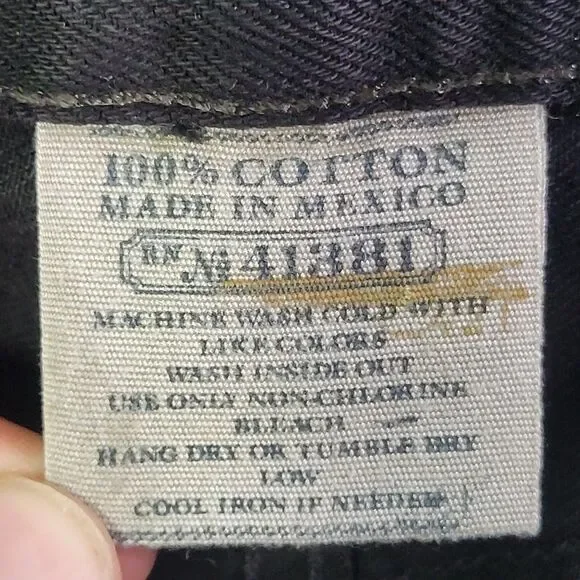 100% COTTON
MADE IN MEXICO
RN № 41381
MACHINE WASH COLD WITH
LIKE COLORS
WASH INSIDE OUT
USE ONLY NON-CHLORINE
BLEACH
HANG DRY OR TUMBLE DRY
LOW
COOL IRON IF NEEDED